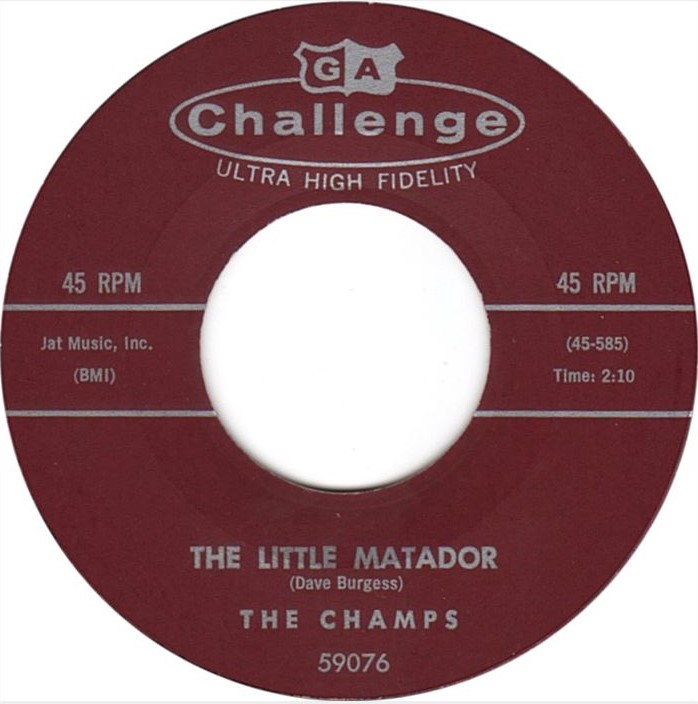 GA
Challenge
ULTRA HIGH FIDELITY
45 RPM
45 RPM
Jat Music, Inc.
(BMI)
(45-585)
Time: 2:10
THE LITTLE MATADOR
(Dave Burgess)
THE CHAMPS
59076